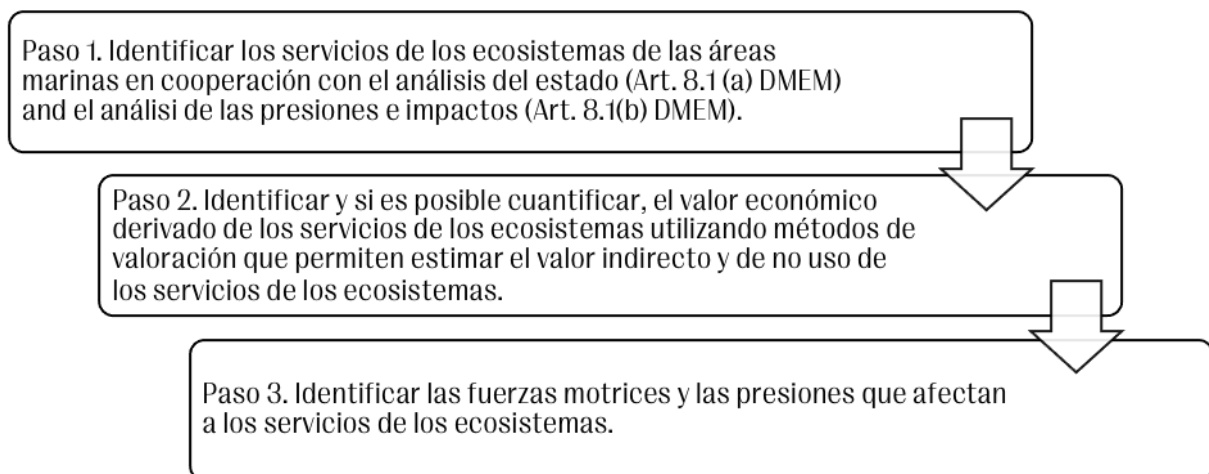 Paso 1. Identificar los servicios de los ecosistemas de las áreas
marinas en cooperación con el análisis del estado (Art. 8.1 (a) DMEM)
and el análisi de las presiones e impactos (Art. 8.1(b) DMEM).
Paso 2. Identificar y si es posible cuantificar, el valor económico
derivado de los servicios de los ecosistemas utilizando métodos de
valoración que permiten estimar el valor indirecto y de no uso de
los servicios de los ecosistemas.
Paso 3. Identificar las fuerzas motrices y las presiones que afectan
a los servicios de los ecosistemas.